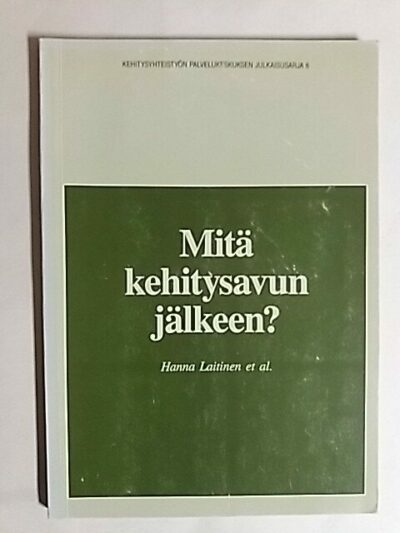 KEHITYSYHTEISTYÖN PALVELUKESKUKSEN JULKAISUSARJA 6
Mitä
kehitysavun
jälkeen?
Hanna Laitinen et al.